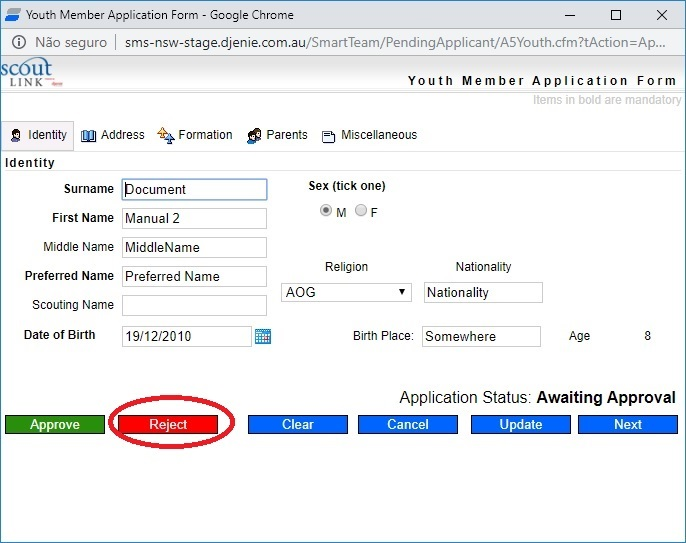 Youth Member Application Form - Google Chrome
Não seguro | sms-nsw-stage.djenie.com.au/SmartTeam/PendingApplicant/A5Youth.cfm?tAction=Ap...
scout
LINK
Youth Member Application Form
Items in bold are mandatory
Identity Address Formation Parents Miscellaneous
Identity
Surname Document Sex (tick one)
First Name Manual 2 M F
Middle Name MiddleName
Preferred Name Preferred Name Religion Nationality
Scouting Name AOG Nationality
Date of Birth 19/12/2010 Birth Place: Somewhere Age 8
Application Status: Awaiting Approval
Approve Reject Clear Cancel Update Next